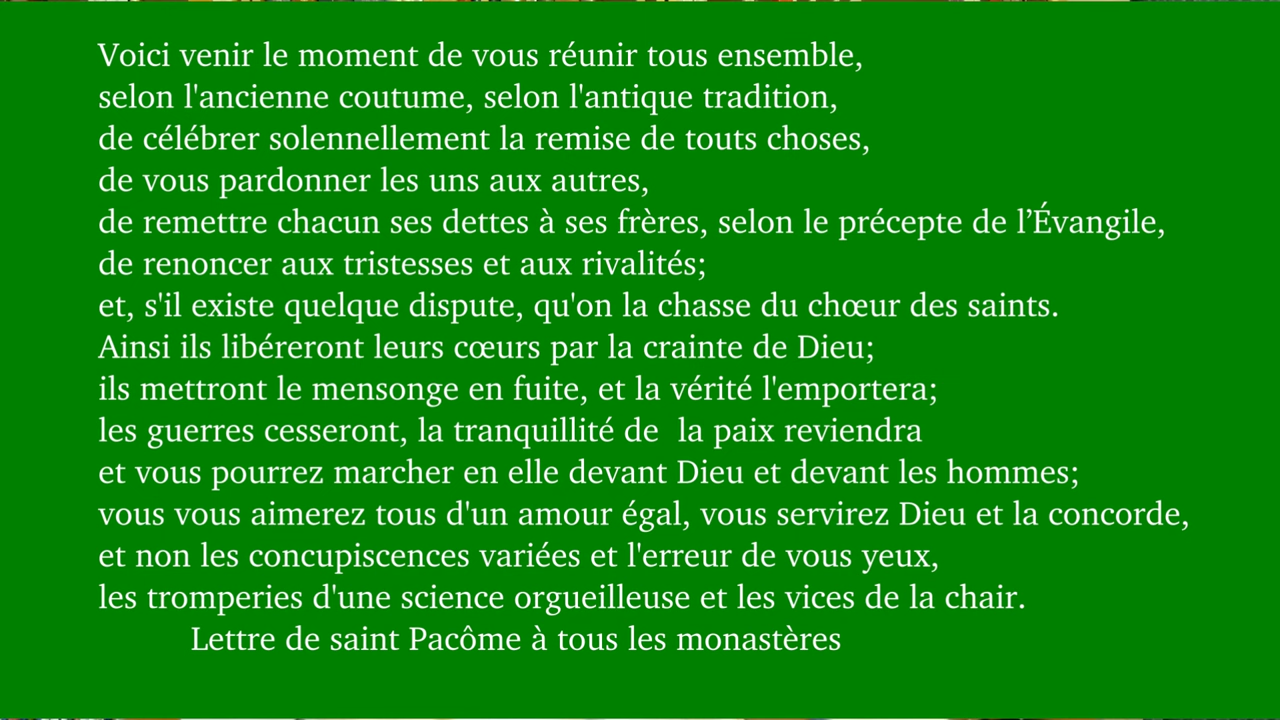 Voici venir le moment de vous réunir tous ensemble,
selon l'ancienne coutume, selon l'antique tradition,
de célébrer solennellement la remise de touts choses,
de vous pardonner les uns aux autres,
de remettre chacun ses dettes à ses frères, selon le précepte de l’Évangile,
de renoncer aux tristesses et aux rivalités;
et, s'il existe quelque dispute, qu'on la chasse du chœur des saints.
Ainsi ils libéreront leurs cœurs par la crainte de Dieu;
ils mettront le mensonge en fuite, et la vérité l'emportera;
les guerres cesseront, la tranquillité de  la paix reviendra
et vous pourrez marcher en elle devant Dieu et devant les hommes;
vous vous aimerez tous d'un amour égal, vous servirez Dieu et la concorde,
et non les concupiscences variées et l'erreur de vous yeux,
les tromperies d'une science orgueilleuse et les vices de la chair.
Lettre de saint Pacôme à tous les monastères